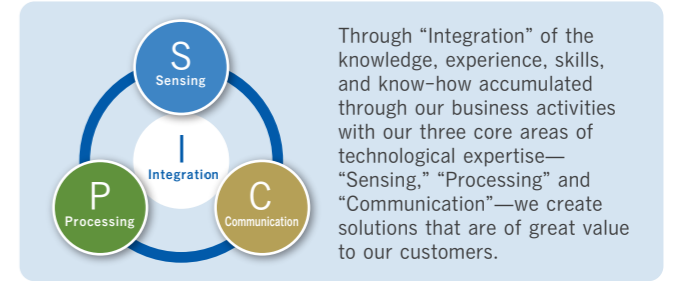 S
Sensing
I
Integration
P
Processing
C
Communication
Through “Integration” of the
knowledge, experience, skills,
and know–how accumulated
through our business activities
with our three core areas of
technological expertise—
“Sensing,” “Processing” and
“Communication”—we create
solutions that are of great value
to our customers.